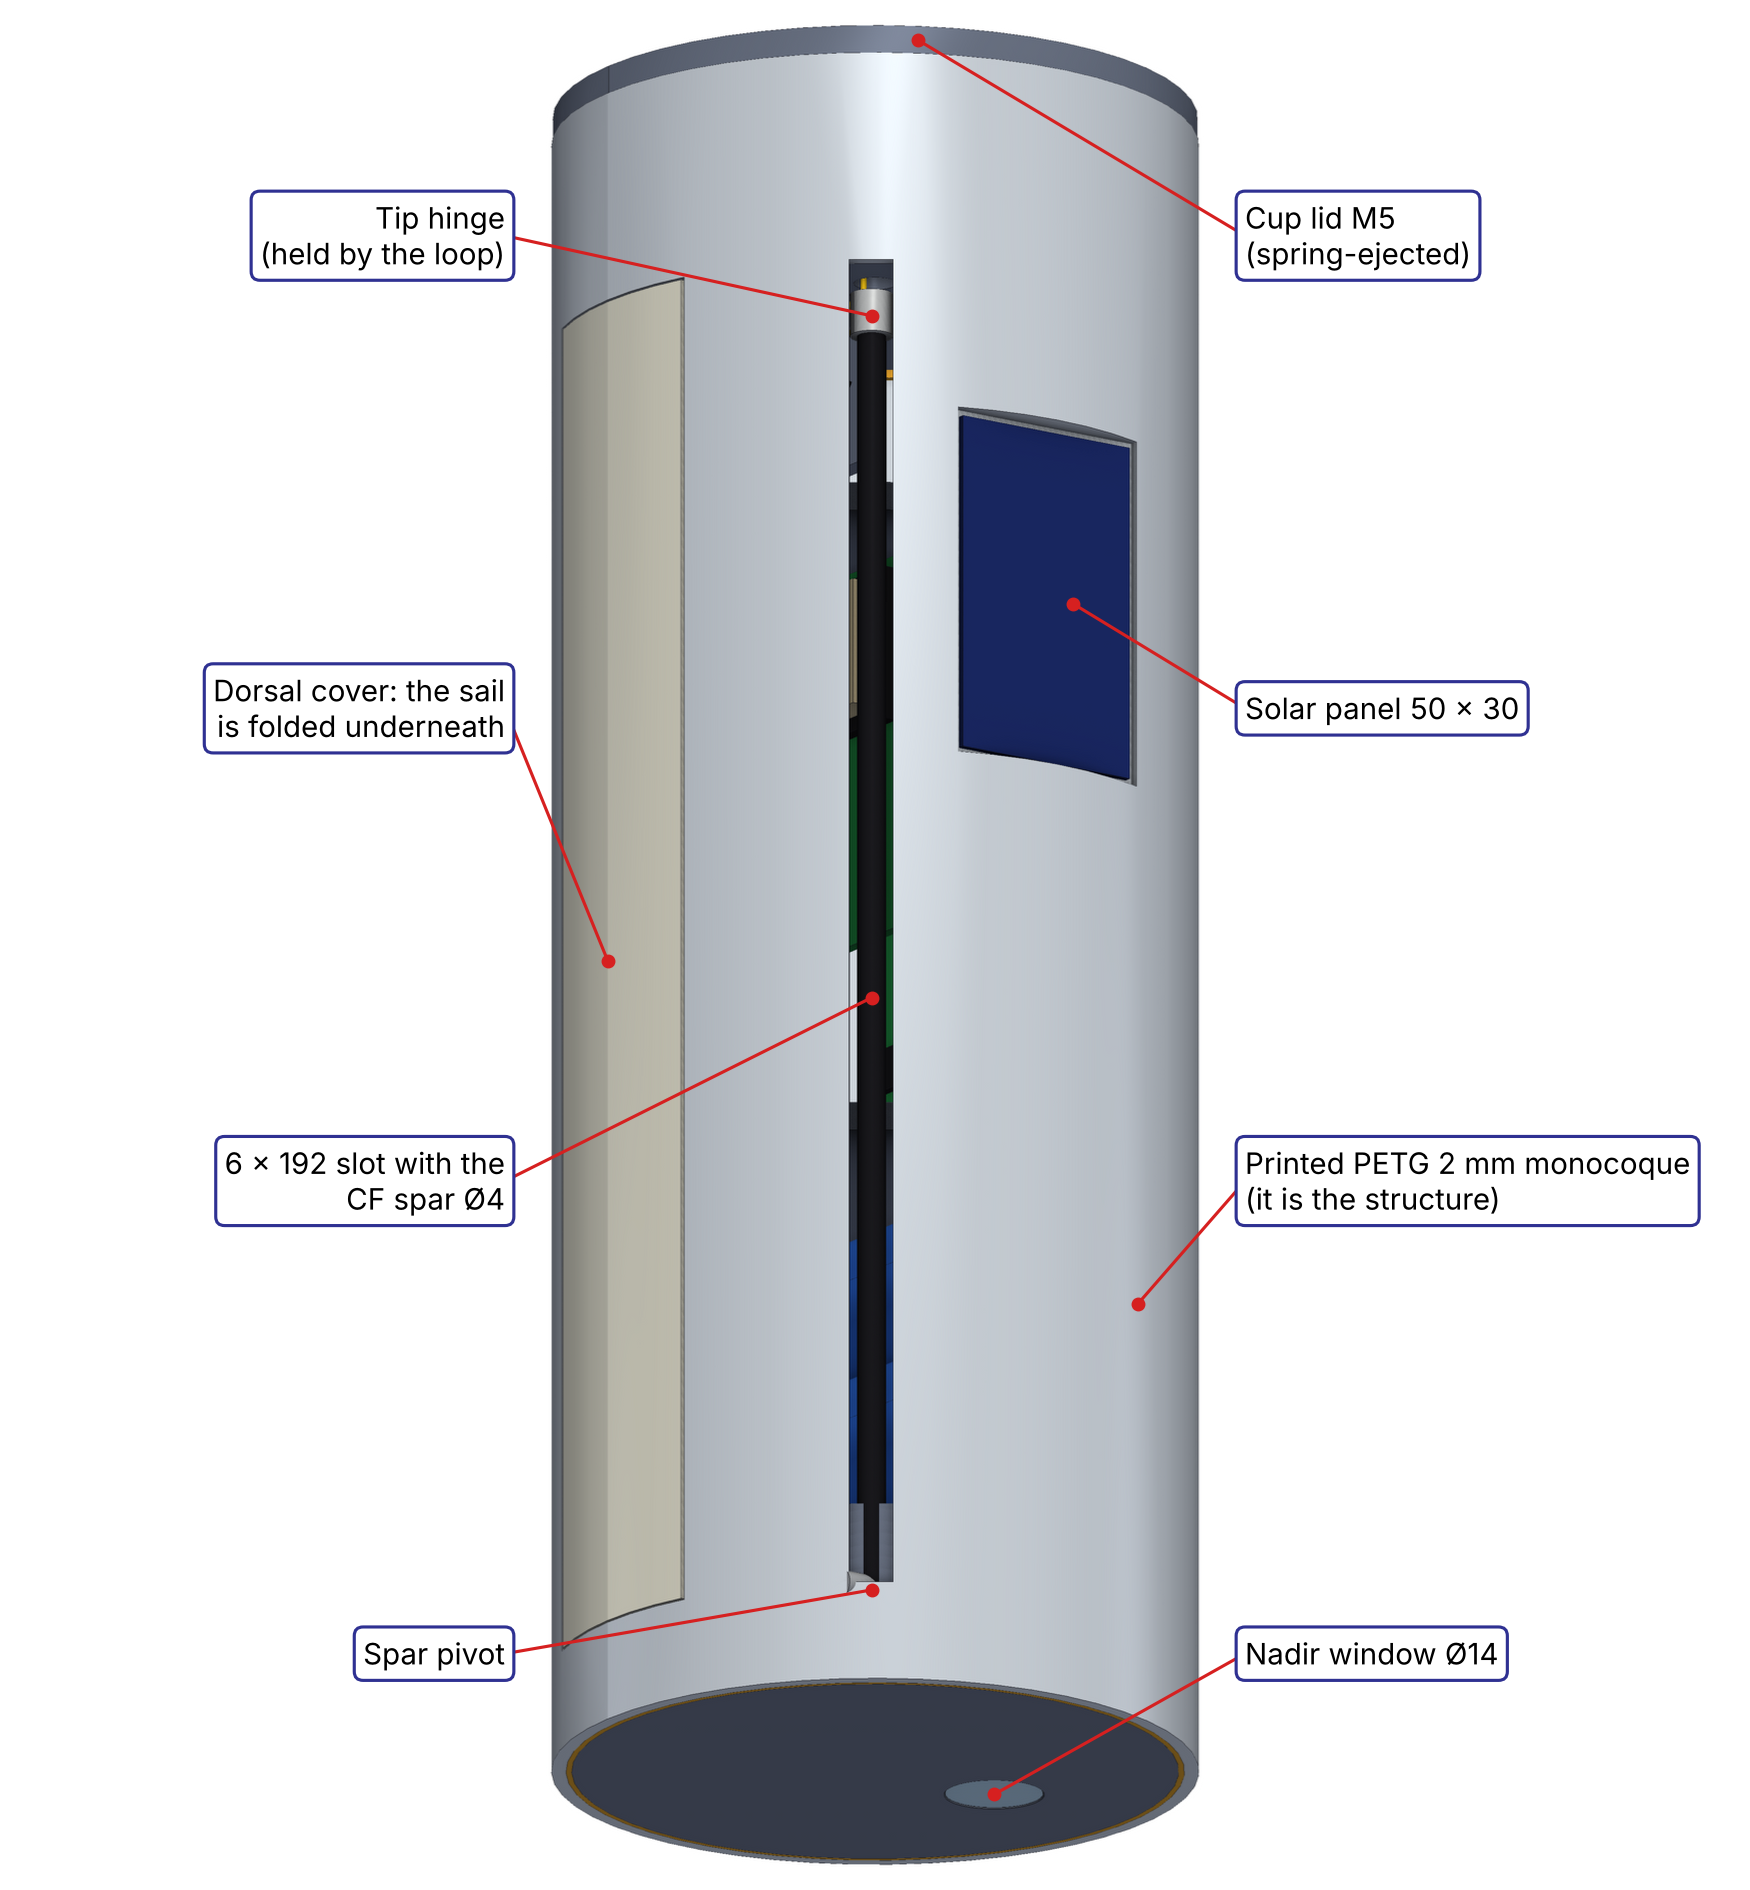 Tip hinge
(held by the loop)
Cup lid M5
(spring-ejected)
Dorsal cover: the sail
is folded underneath
Solar panel 50 × 30
6 × 192 slot with the
CF spar Ø4
Printed PETG 2 mm monocoque
(it is the structure)
Spar pivot
Nadir window Ø14